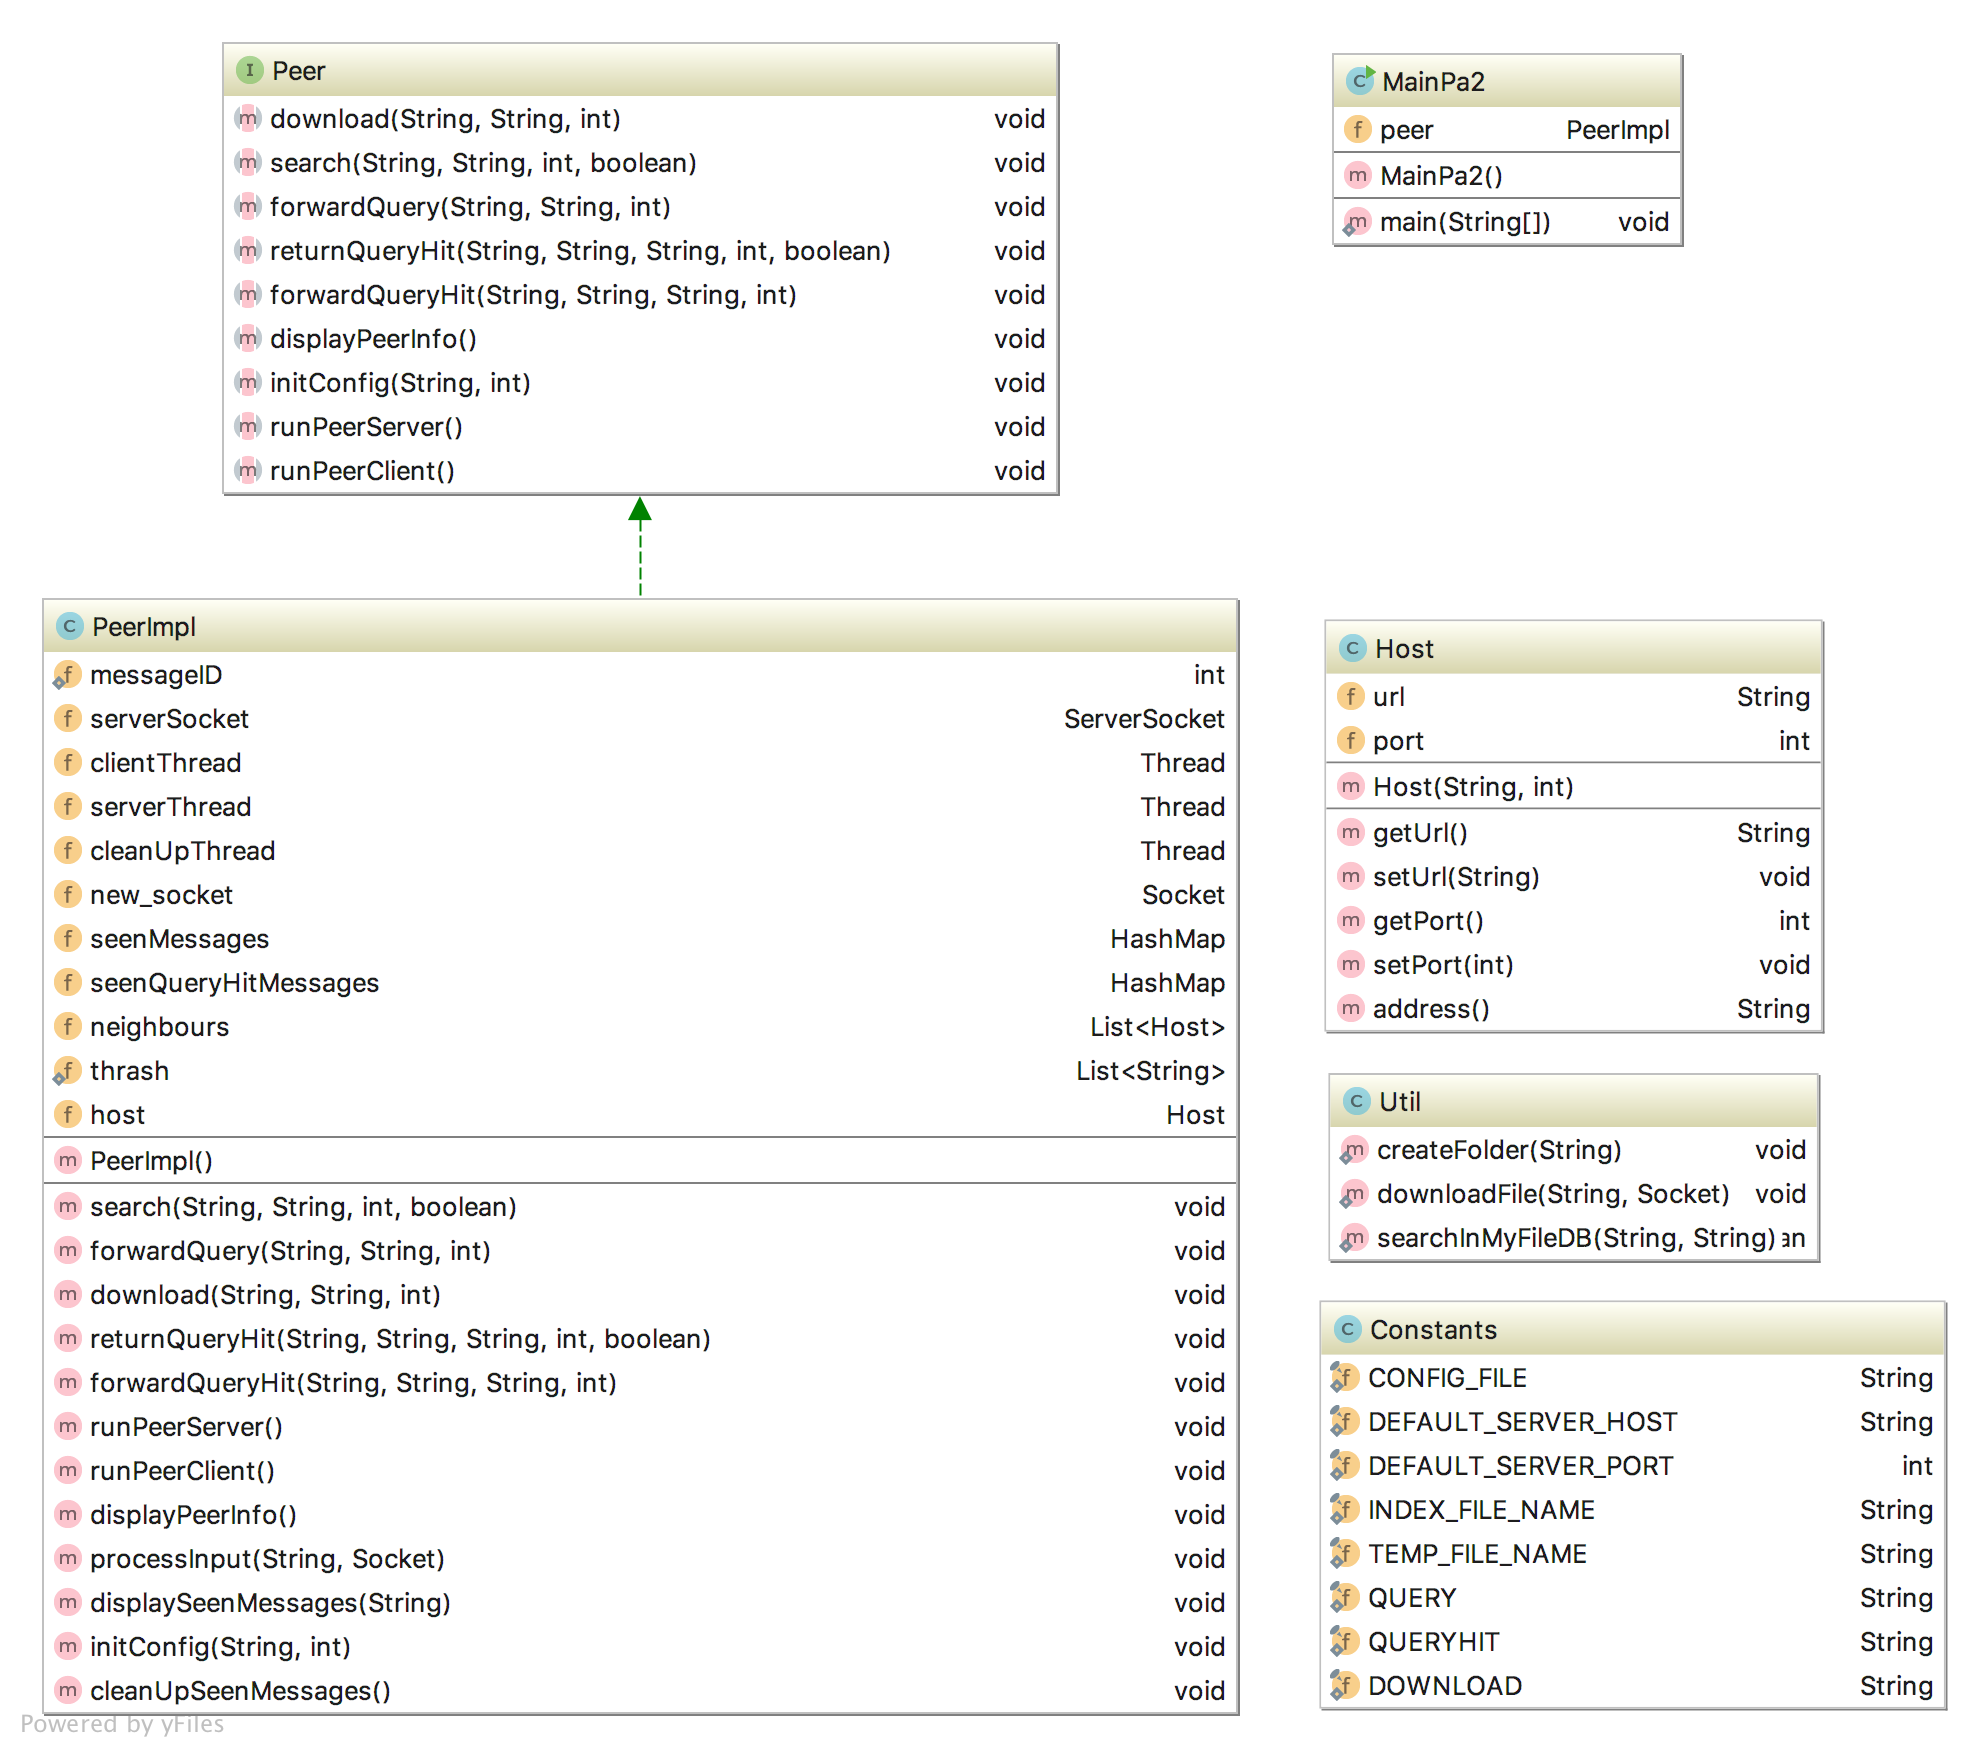 Peer
download(String, String, int) void
search(String, String, int, boolean) void
forwardQuery(String, String, int) void
returnQueryHit(String, String, String, int, boolean) void
forwardQueryHit(String, String, String, int) void
displayPeerInfo() void
initConfig(String, int) void
runPeerServer() void
runPeerClient() void
MainPa2
peer PeerImpl
MainPa2()
main(String[]) void
PeerImpl
messageID int
serverSocket ServerSocket
clientThread Thread
serverThread Thread
cleanUpThread Thread
new_socket Socket
seenMessages HashMap
seenQueryHitMessages HashMap
neighbours List<Host>
thrash List<String>
host Host
PeerImpl()
search(String, String, int, boolean) void
forwardQuery(String, String, int) void
download(String, String, int) void
returnQueryHit(String, String, String, int, boolean) void
forwardQueryHit(String, String, String, int) void
runPeerServer() void
runPeerClient() void
displayPeerInfo() void
processInput(String, Socket) void
displaySeenMessages(String) void
initConfig(String, int) void
cleanUpSeenMessages() void
Host
url String
port int
Host(String, int)
getUrl() String
setUrl(String) void
getPort() int
setPort(int) void
address() String
Util
createFolder(String) void
downloadFile(String, Socket) void
searchInMyFileDB(String, String)
Constants
CONFIG_FILE String
DEFAULT_SERVER_HOST String
DEFAULT_SERVER_PORT int
INDEX_FILE_NAME String
TEMP_FILE_NAME String
QUERY String
QUERYHIT String
DOWNLOAD String
Powered by yFiles